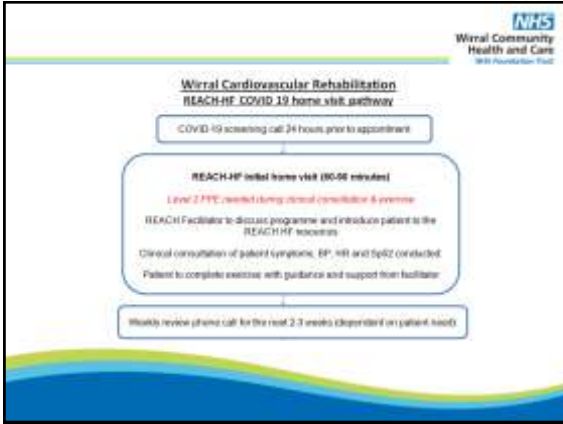 NHS
Wirral Community
Health and Care
NHS Foundation Trust
Wirral Cardiovascular Rehabilitation
REACH-HF COVID 19 home visit pathway
COVID-19 screening call 24 hours prior to appointment
REACH-HF initial home visit (60-90 minutes)
Level 2 PPE needed during clinical consultation & exercise
REACH Facilitator to discuss programme and introduce patient to the
REACH HF resources
Clinical consultation of patient symptoms, BP, HR and Sp02 conducted
Patient to complete exercise with guidance and support from facilitator
Weekly review phone call for the next 2-3 weeks (dependent on patient need)